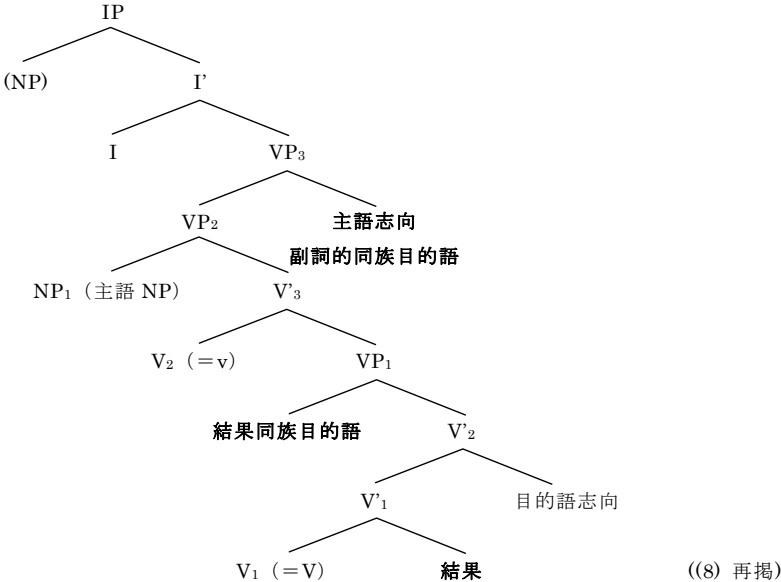 IP
(NP) I’
I VP₃
VP₂ 主語志向
副詞的同族目的語
NP₁（主語 NP） V’₃
V₂（＝v） VP₁
結果同族目的語 V’₂
V’₁ 目的語志向
V₁（＝V） 結果 ((8) 再掲)